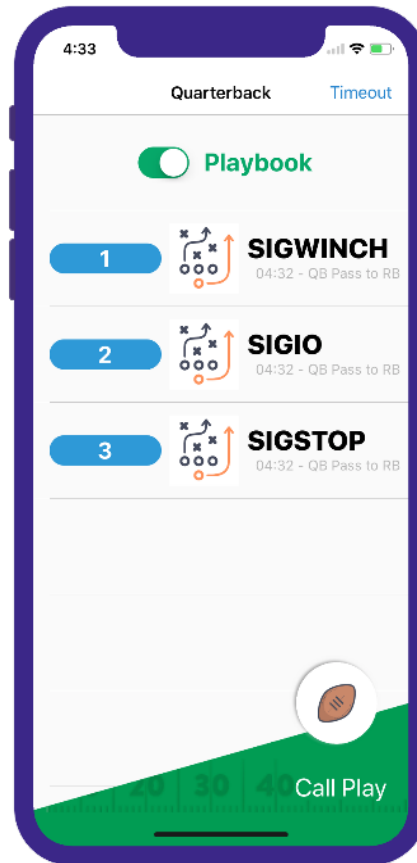 4:33
Quarterback
Timeout
Playbook
1
SIGWINCH
04:32 - QB Pass to RB
2
SIGIO
04:32 - QB Pass to RB
3
SIGSTOP
04:32 - QB Pass to RB
20 30 40
Call Play